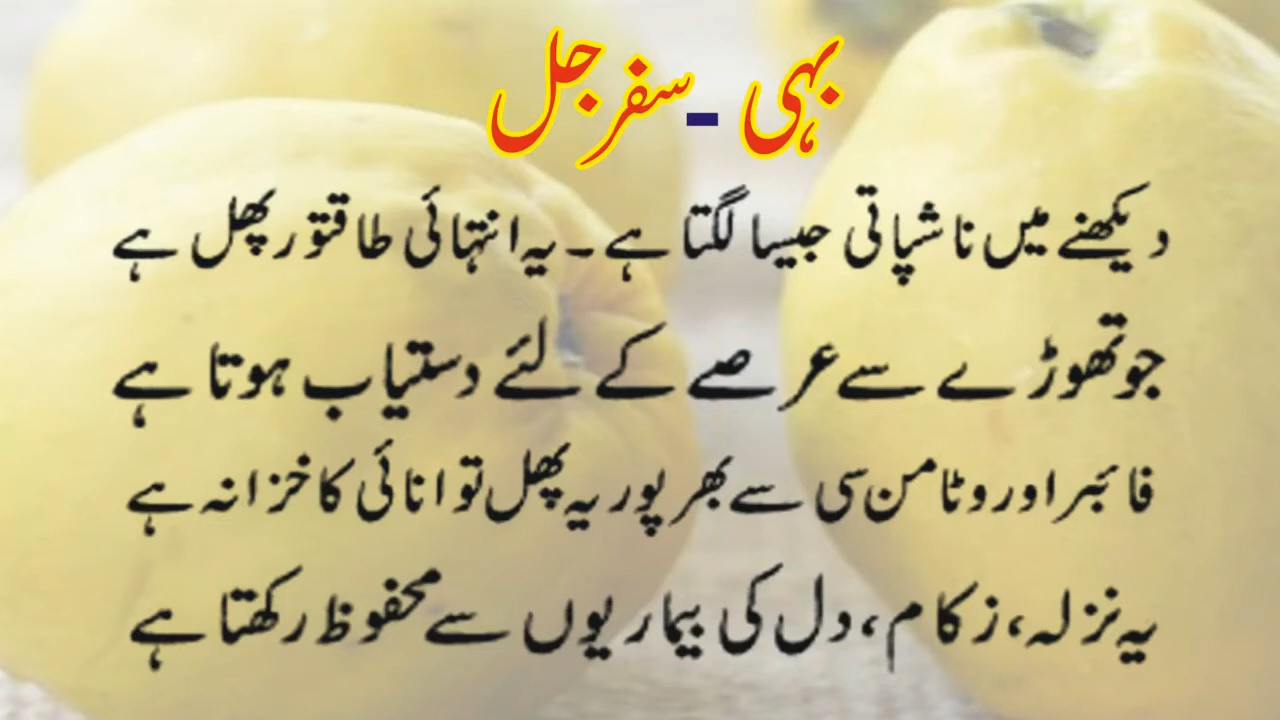 بہی - سفرجل
دیکھنے میں ناشپاتی جیسا لگتا ہے ۔ یہ انتہائی طاقتور پھل ہے
جو تھوڑے سے عرصے کے لئے دستیاب ہوتا ہے
فائبر اور وٹامن سی سے بھرپور یہ پھل توانائی کا خزانہ ہے
یہ نزلہ، زکام، دل کی بیماریوں سے محفوظ رکھتا ہے